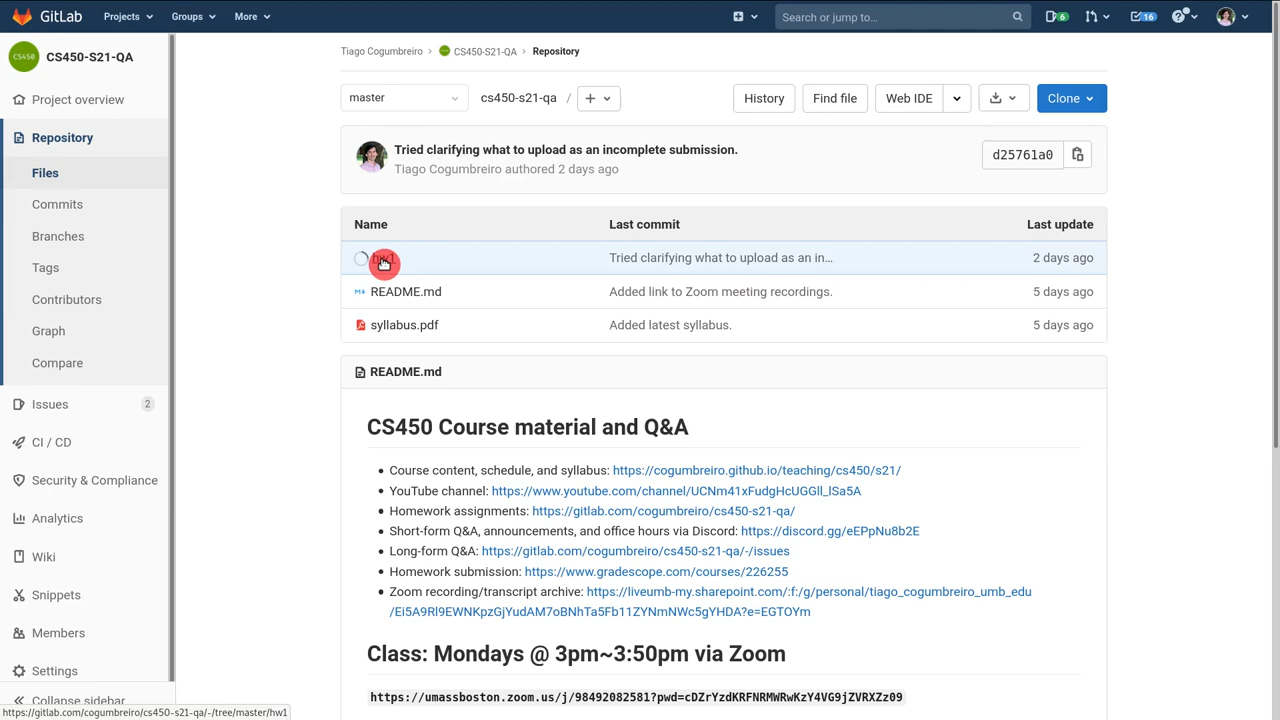 GitLab Projects Groups More Search or jump to... 6 16
CS450 CS450-S21-QA
Tiago Cogumbreiro › CS450 CS450-S21-QA › Repository
Project overview
master cs450-s21-qa / + History Find file Web IDE Clone
Repository
Tried clarifying what to upload as an incomplete submission.
Tiago Cogumbreiro authored 2 days ago
d25761a0
Files
Commits
Branches
Tags
Contributors
Graph
Compare
Issues 2
CI / CD
Security & Compliance
Analytics
Wiki
Snippets
Members
Settings
Collapse sidebar
Name Last commit Last update
hw1 Tried clarifying what to upload as an in... 2 days ago
README.md Added link to Zoom meeting recordings. 5 days ago
syllabus.pdf Added latest syllabus. 5 days ago
README.md
CS450 Course material and Q&A
• Course content, schedule, and syllabus: https://cogumbreiro.github.io/teaching/cs450/s21/
• YouTube channel: https://www.youtube.com/channel/UCNm41xFudgHcUGGll_lSa5A
• Homework assignments: https://gitlab.com/cogumbreiro/cs450-s21-qa/
• Short-form Q&A, announcements, and office hours via Discord: https://discord.gg/eEPpNu8b2E
• Long-form Q&A: https://gitlab.com/cogumbreiro/cs450-s21-qa/-/issues
• Homework submission: https://www.gradescope.com/courses/226255
• Zoom recording/transcript archive: https://liveumb-my.sharepoint.com/:f:/g/personal/tiago_cogumbreiro_umb_edu
/Ei5A9Rl9EWNKpzGjYudAM7oBNhTa5Fb11ZYNmNWc5gYHDA?e=EGTOYm
Class: Mondays @ 3pm~3:50pm via Zoom
https://umassboston.zoom.us/j/98492082581?pwd=cDZrYzdKRFNRMWRwKzY4VG9jZVRXZz09
https://gitlab.com/cogumbreiro/cs450-s21-qa/-/tree/master/hw1